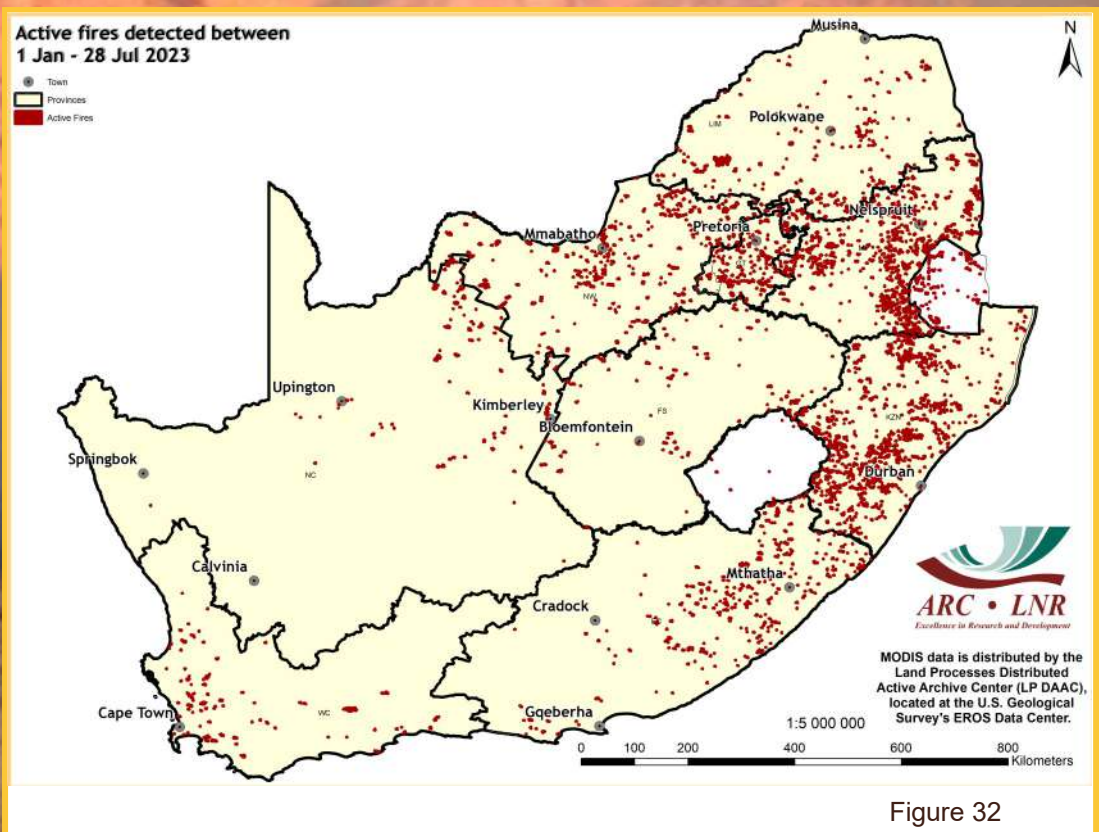 Active fires detected between
1 Jan - 28 Jul 2023
Town
Provinces
Active Fires
N
Musina
LIM
Polokwane
Nelspruit
Pretoria
Mmabatho
GT
NW
Upington
Kimberley
FS
Bloemfontein
KZN
Springbok
NC
Durban
Calvinia
Mthatha
Cradock
ARC • LNR
Excellence in Research and Development
MODIS data is distributed by the
Land Processes Distributed
Active Archive Center (LP DAAC),
located at the U.S. Geological
Survey's EROS Data Center.
Cape Town
WC
Gqeberha
1:5 000 000
0 100 200 400 600 800
Kilometers
Figure 32